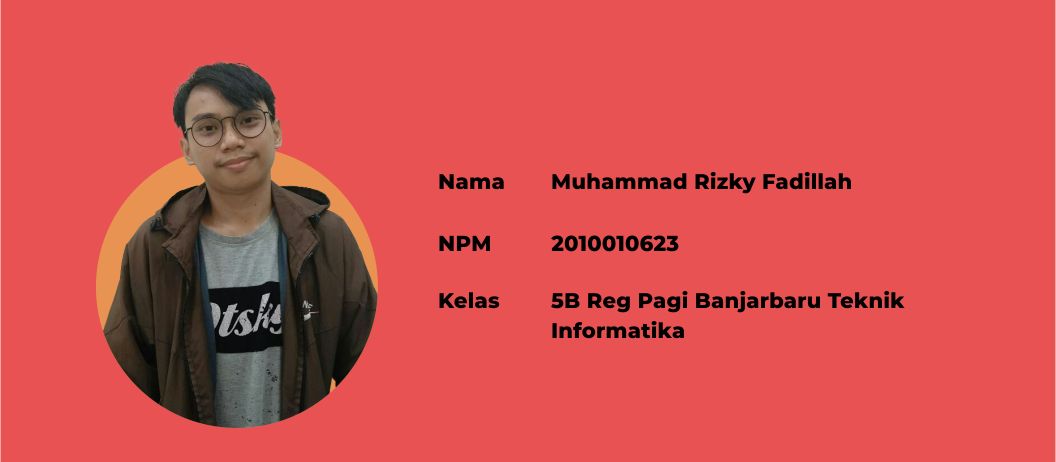 Nama Muhammad Rizky Fadillah
NPM 2010010623
Kelas 5B Reg Pagi Banjarbaru Teknik
Informatika